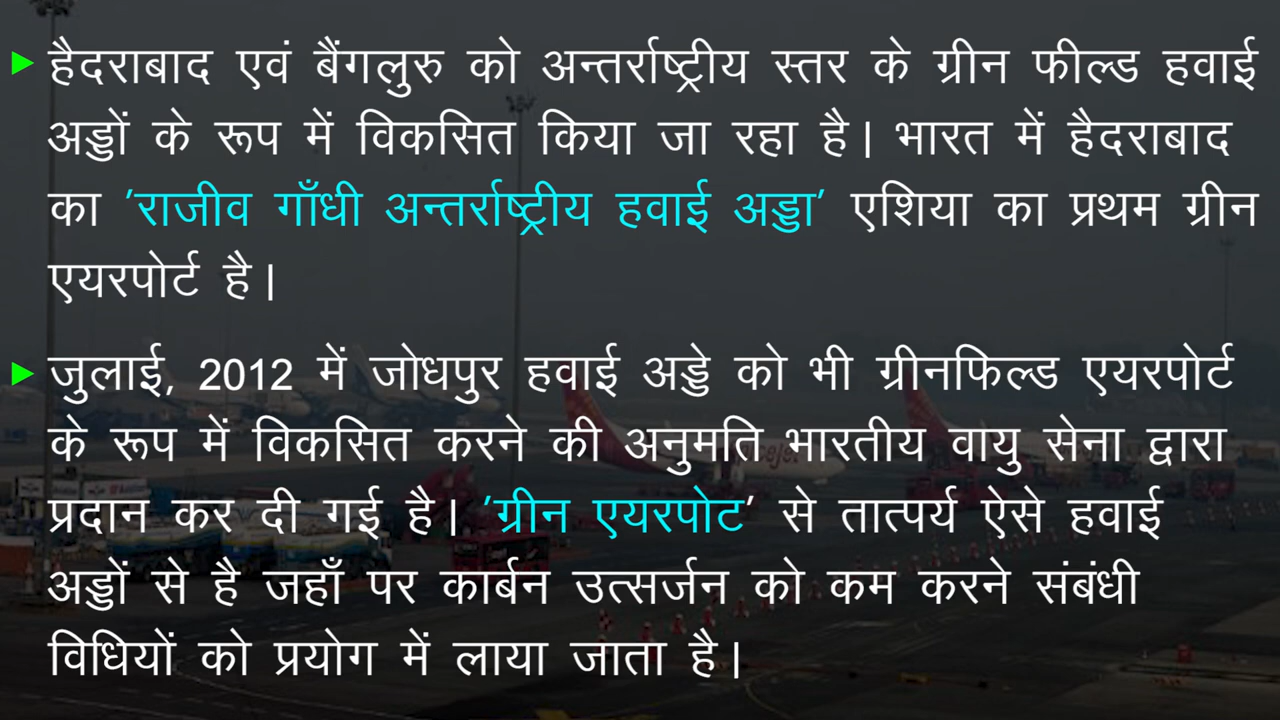 हैदराबाद एवं बैंगलुरु को अन्तर्राष्ट्रीय स्तर के ग्रीन फील्ड हवाई
अड्डों के रूप में विकसित किया जा रहा है। भारत में हैदराबाद
का ’राजीव गाँधी अन्तर्राष्ट्रीय हवाई अड्डा’ एशिया का प्रथम ग्रीन
एयरपोर्ट है।
जुलाई, 2012 में जोधपुर हवाई अड्डे को भी ग्रीनफिल्ड एयरपोर्ट
के रूप में विकसित करने की अनुमति भारतीय वायु सेना द्वारा
प्रदान कर दी गई है। ’ग्रीन एयरपोट’ से तात्पर्य ऐसे हवाई
अड्डों से है जहाँ पर कार्बन उत्सर्जन को कम करने संबंधी
विधियों को प्रयोग में लाया जाता है।